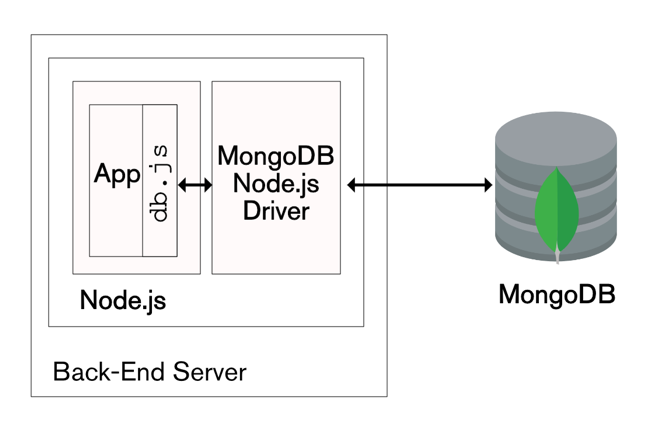 App
db.js
MongoDB
Node.js
Driver
MongoDB
Node.js
Back-End Server